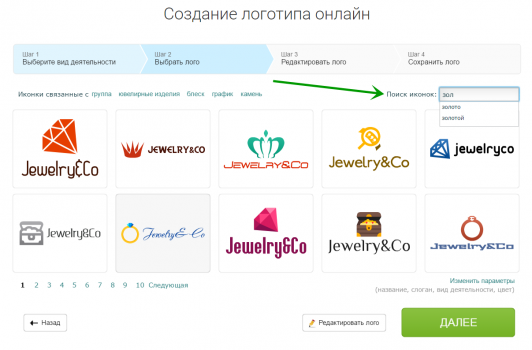 Создание логотипа онлайн
Шаг 1
Выберите вид деятельности
Шаг 2
Выбрать лого
Шаг 3
Редактировать лого
Шаг 4
Сохранить лого
Иконки связанные с группа ювелирные изделия блеск график камень
Поиск иконок: зол
золото
золотой
Jewelry&Co
JEWELRY&CO
JEWELRY&CO
Jewelry&Co
jewelryco
Jewelry&Co
Jewelry & Co
Jewelry&Co
Jewelry&Co
JEWELRY&CO
1 2 3 4 5 6 7 8 9 10 Следующая
Изменить параметры
(название, слоган, вид деятельности, цвет)
Назад
Редактировать лого
ДАЛЕЕ